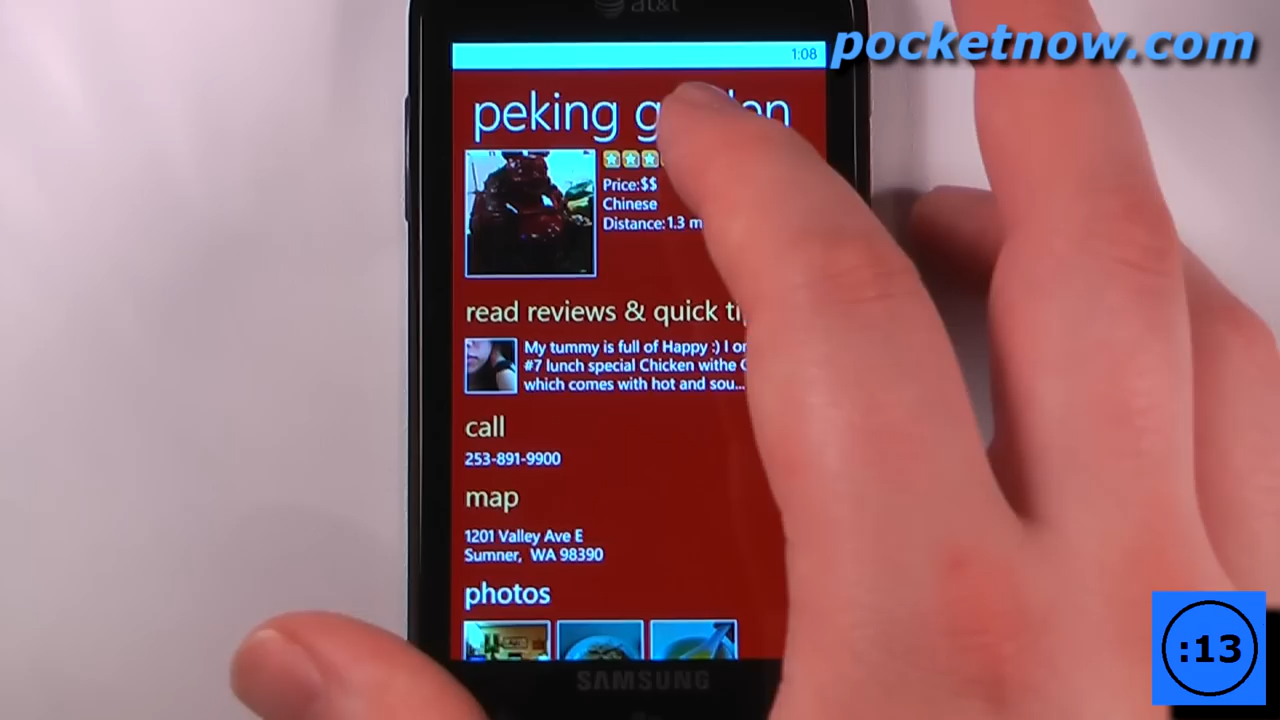 at&t
pocketnow.com
1:08
peking
Price:$$
Chinese
Distance:1.3
read reviews & quick
My tummy is full of Happy :) I
#7 lunch special Chicken withe
which comes with hot and sou...
call
253-891-9900
map
1201 Valley Ave E
Sumner, WA 98390
photos
SAMSUNG
:13